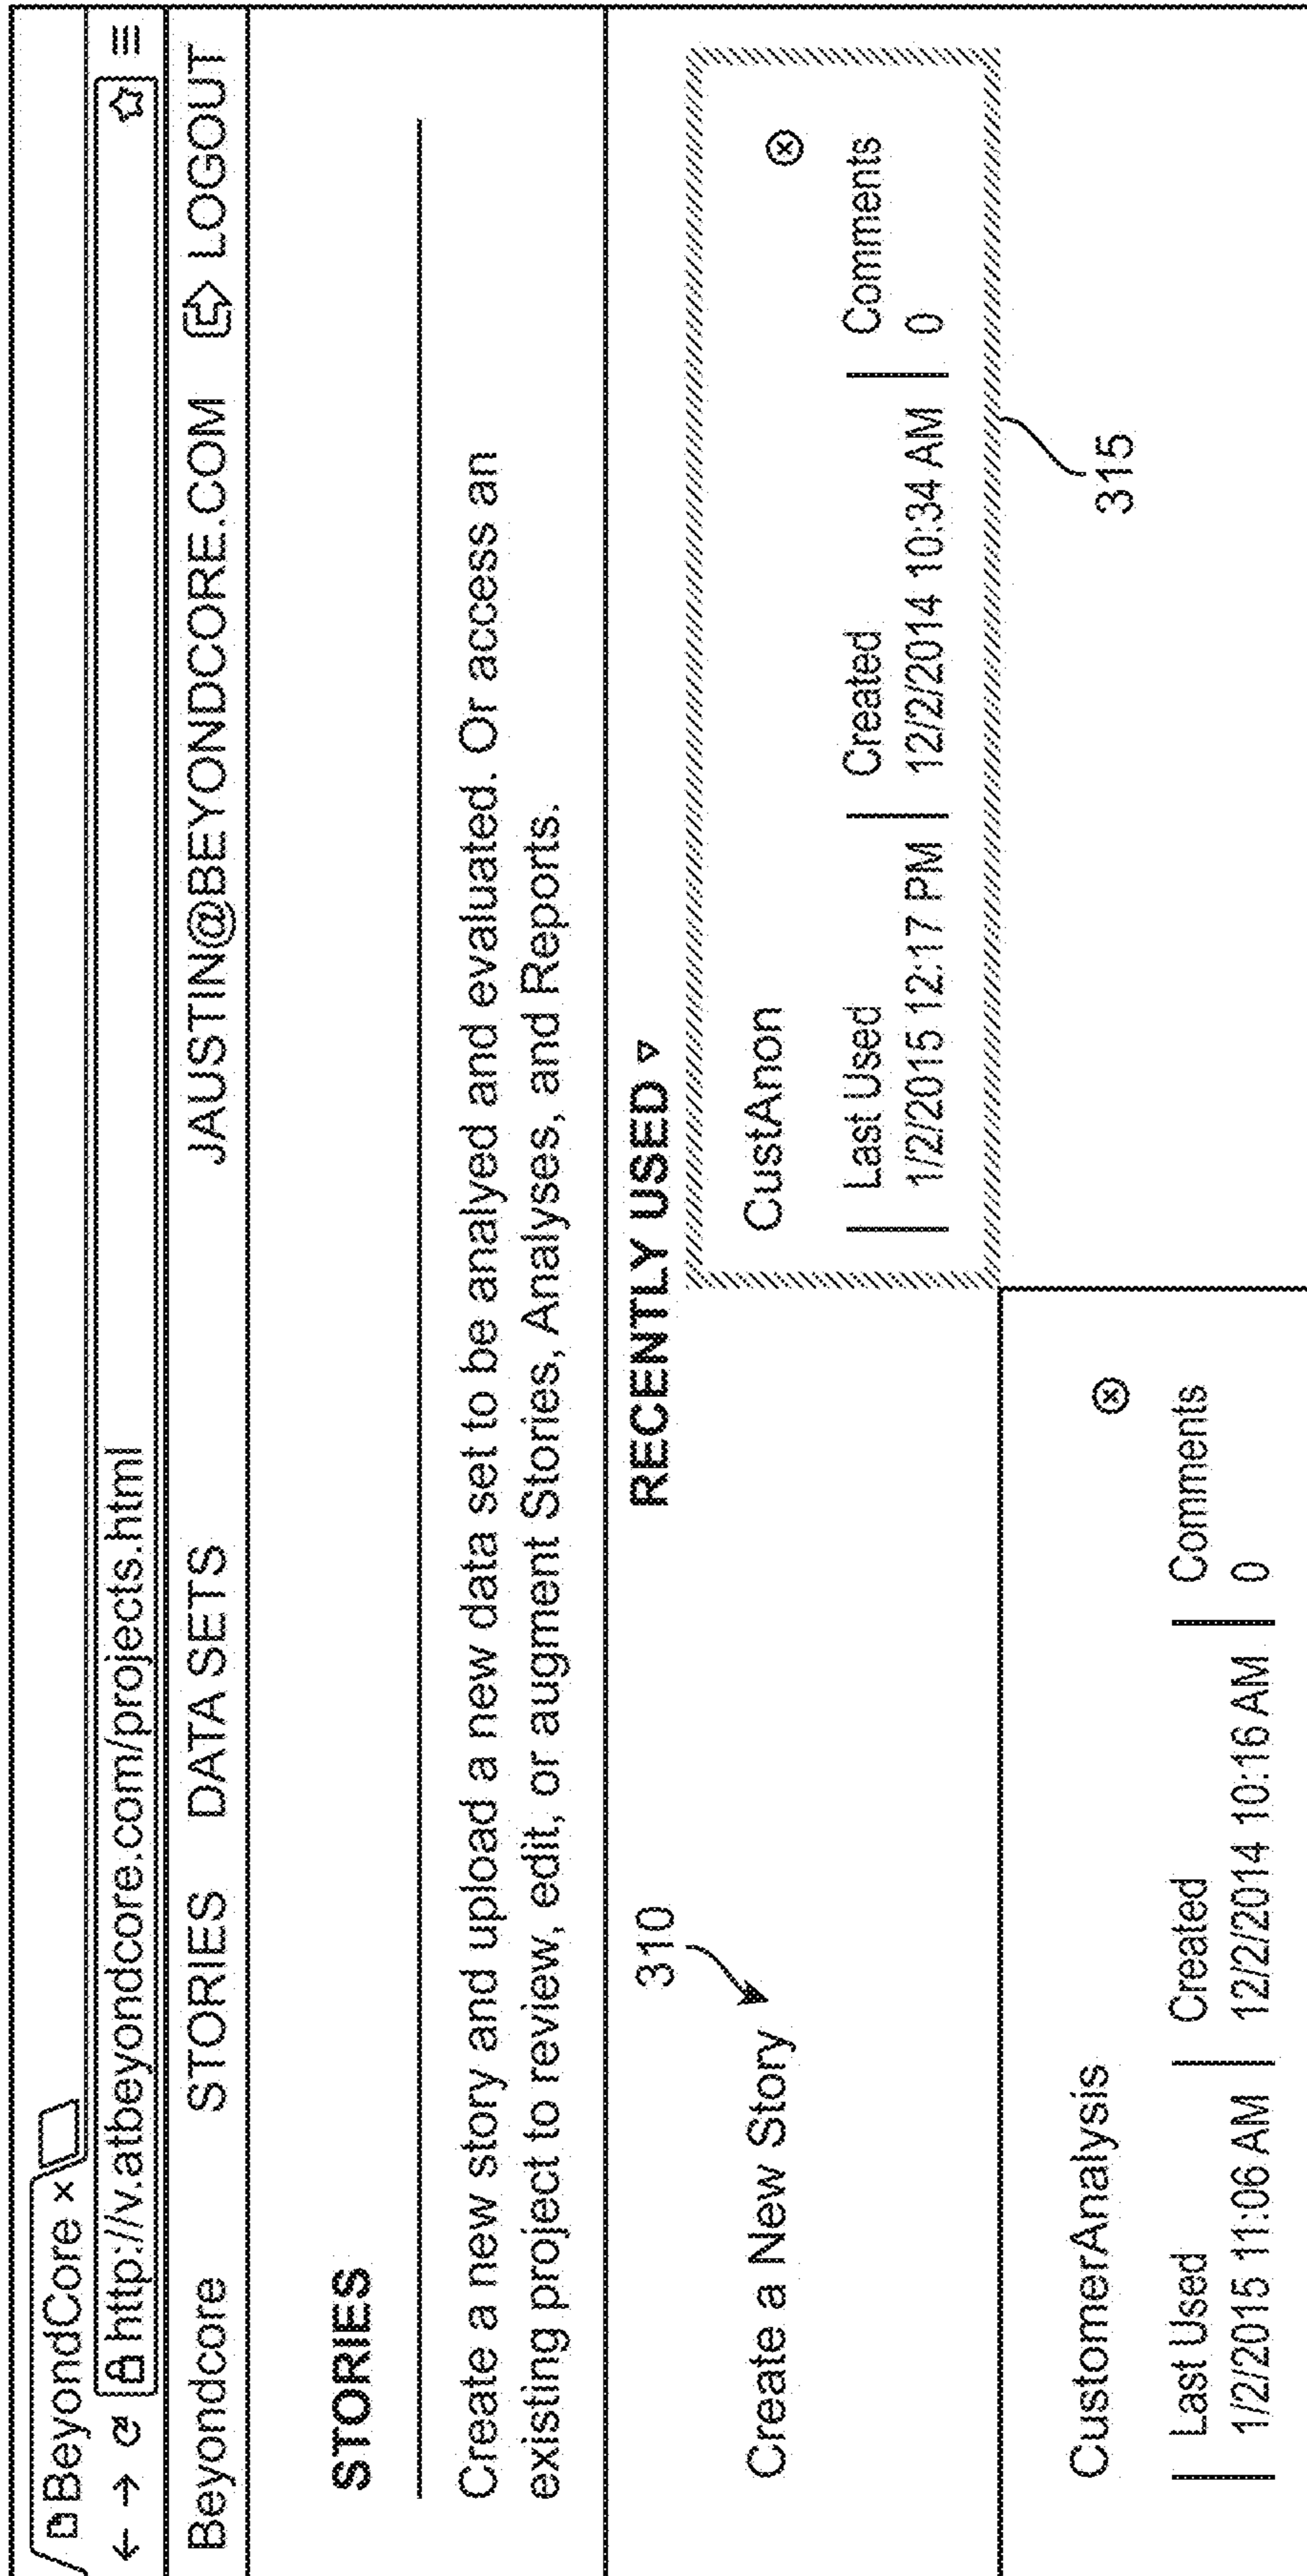 BeyondCore ×
http://v.atbeyondcore.com/projects.html
Beyondcore STORIES DATA SETS JAUSTIN@BEYONDCORE.COM LOGOUT
STORIES
Create a new story and upload a new data set to be analyed and evaluated. Or access an
existing project to review, edit, or augment Stories, Analyses, and Reports.
RECENTLY USED
310
Create a New Story
CustAnon
Last Used Created Comments
1/2/2015 12:17 PM 12/2/2014 10:34 AM 0
315
CustomerAnalysis
Last Used Created Comments
1/2/2015 11:06 AM 12/2/2014 10:16 AM 0